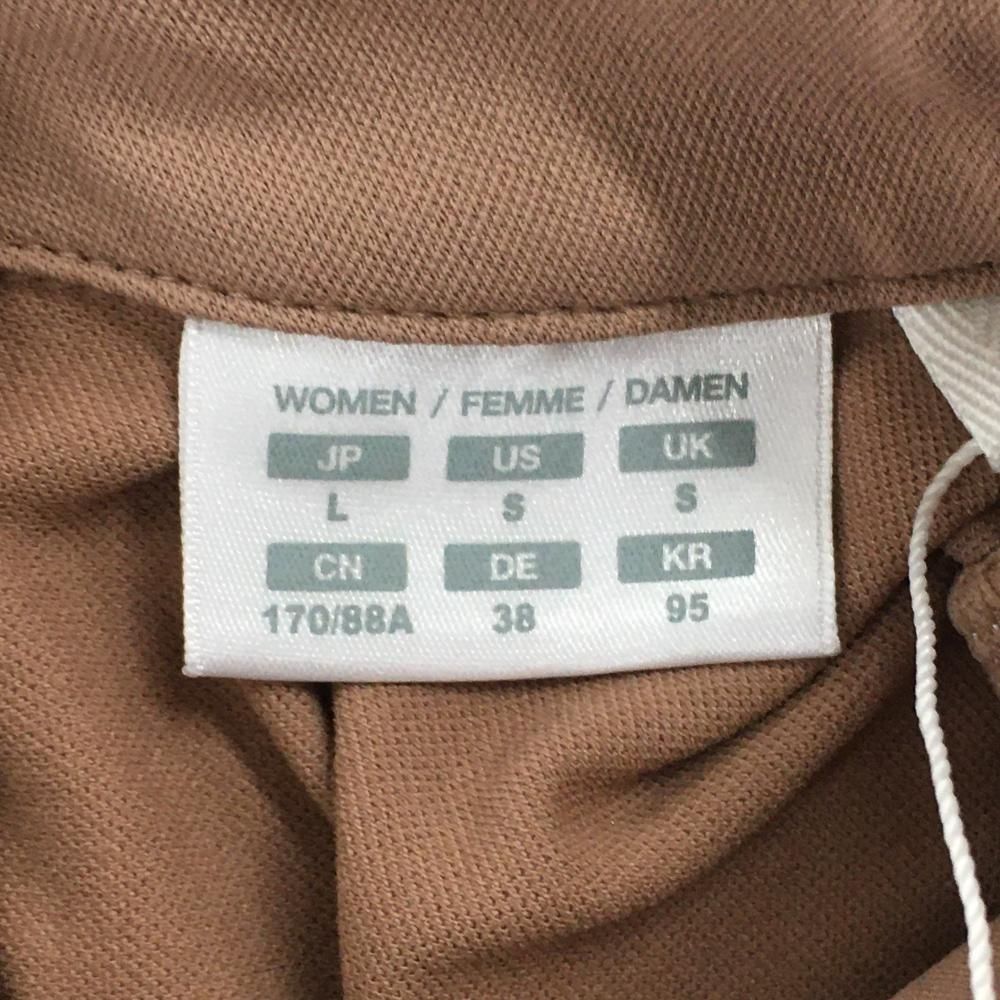 WOMEN / FEMME / DAMEN
JP US UK
L S S
CN DE KR
170/88A 38 95